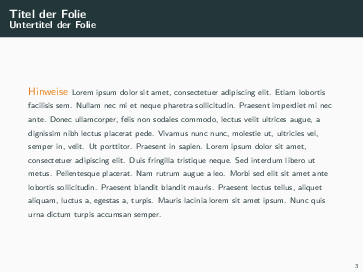 Titel der Folie
Untertitel der Folie
Hinweise Lorem ipsum dolor sit amet, consectetuer adipiscing elit. Etiam lobortis
facilisis sem. Nullam nec mi et neque pharetra sollicitudin. Praesent imperdiet mi nec
ante. Donec ullamcorper, felis non sodales commodo, lectus velit ultrices augue, a
dignissim nibh lectus placerat pede. Vivamus nunc nunc, molestie ut, ultricies vel,
semper in, velit. Ut porttitor. Praesent in sapien. Lorem ipsum dolor sit amet,
consectetuer adipiscing elit. Duis fringilla tristique neque. Sed interdum libero ut
metus. Pellentesque placerat. Nam rutrum augue a leo. Morbi sed elit sit amet ante
lobortis sollicitudin. Praesent blandit blandit mauris. Praesent lectus tellus, aliquet
aliquam, luctus a, egestas a, turpis. Mauris lacinia lorem sit amet ipsum. Nunc quis
urna dictum turpis accumsan semper.
3